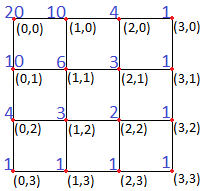 20 10 4 1
(0,0) (1,0) (2,0) (3,0)
10 6 3 1
(0,1) (1,1) (2,1) (3,1)
4 3 2 1
(0,2) (1,2) (2,2) (3,2)
1 1 1 1
(0,3) (1,3) (2,3) (3,3)